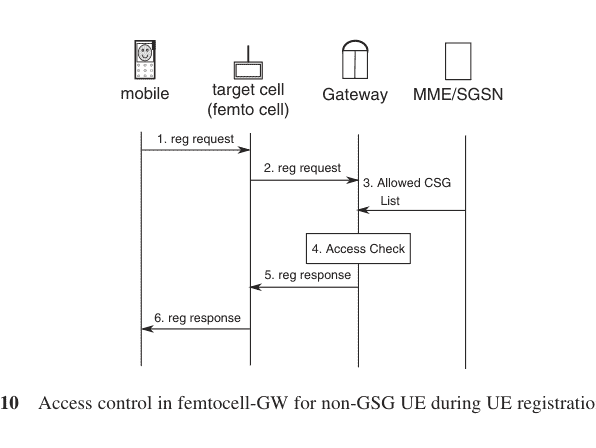 mobile
target cell
(femto cell)
Gateway
MME/SGSN
1. reg request
2. reg request
3. Allowed CSG
List
4. Access Check
5. reg response
6. reg response
10 Access control in femtocell-GW for non-GSG UE during UE registratio